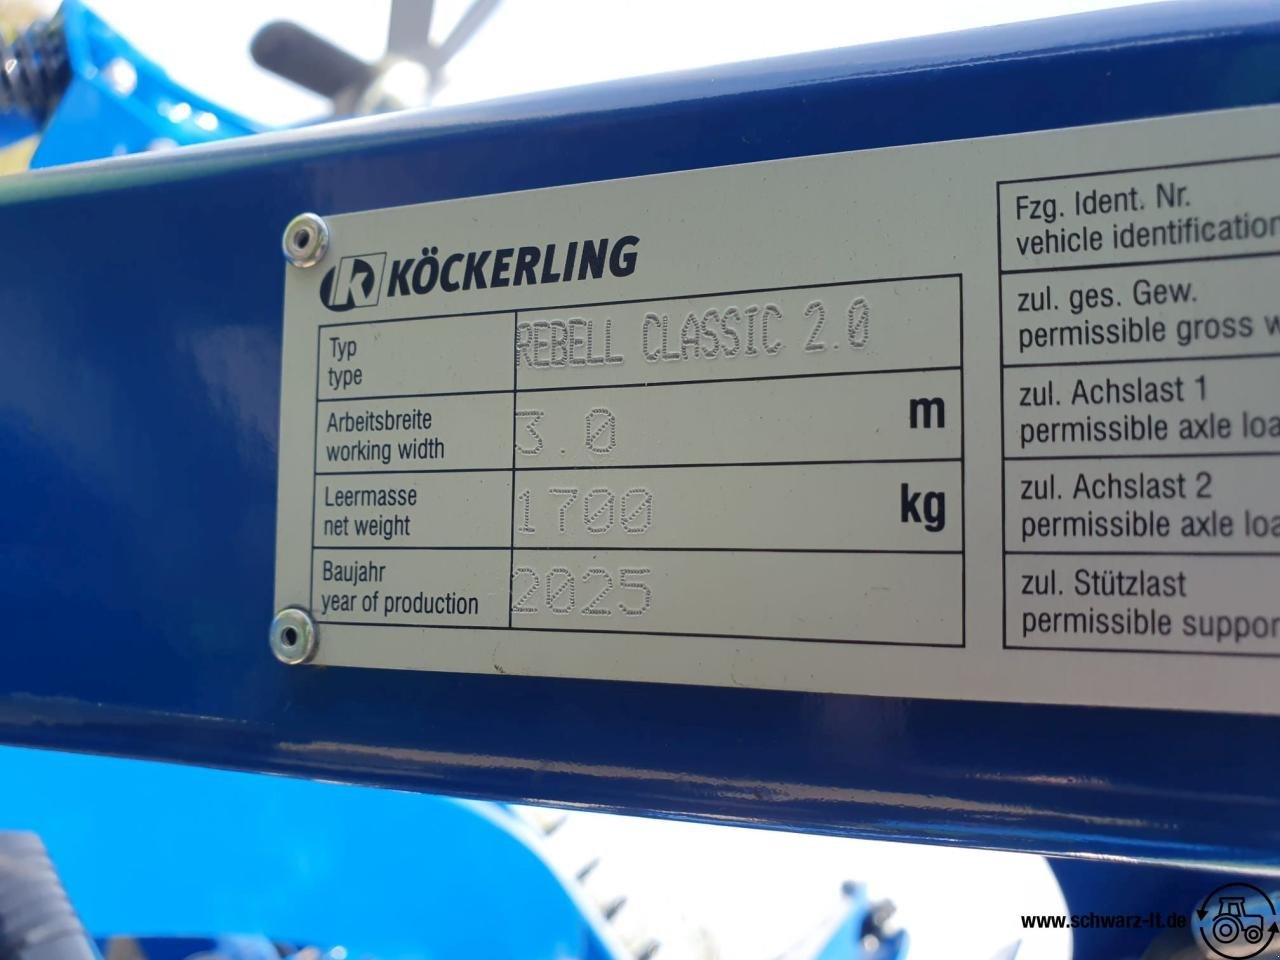 KÖCKERLING
Typ
type
REBELL CLASSIC 2.0
Arbeitsbreite
working width
3.0
m
Leermasse
net weight
1700
kg
Baujahr
year of production
2025
Fzg. Ident. Nr.
vehicle identification
zul. ges. Gew.
permissible gross
zul. Achslast 1
permissible axle
zul. Achslast 2
permissible axle
zul. Stützlast
permissible
www.schwarz-lt.de